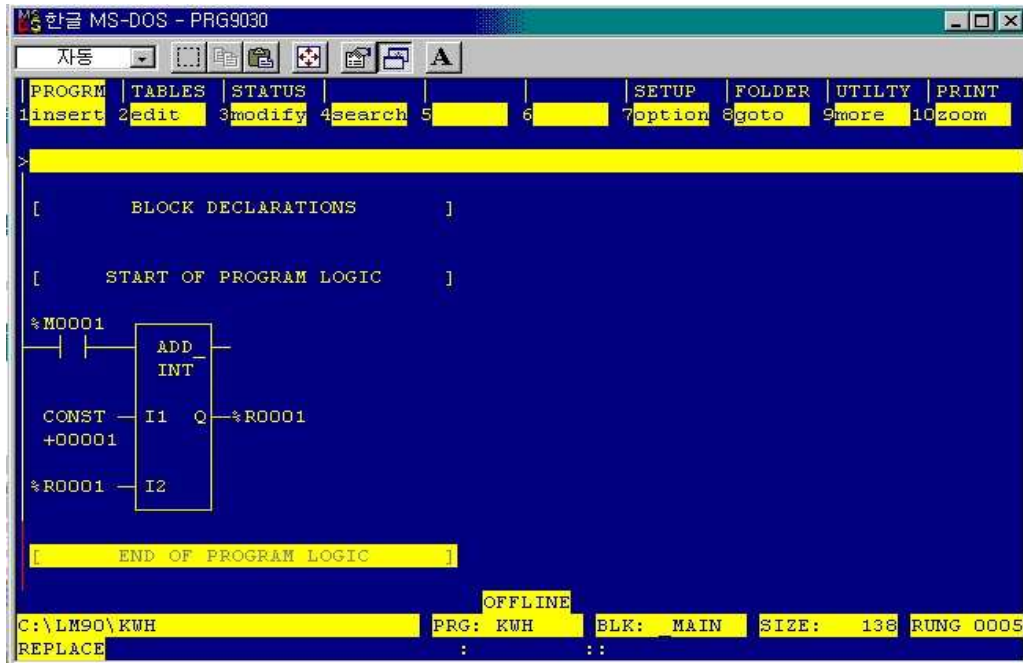 한글 MS-DOS - PRG9030
자동 A
PROGRM TABLES STATUS SETUP FOLDER UTILTY PRINT
1insert 2edit 3modify 4search 5 6 7option 8goto 9more 10zoom
>
[ BLOCK DECLARATIONS ]
[ START OF PROGRAM LOGIC ]
%M0001
ADD_
INT
CONST I1 Q %R0001
+00001
%R0001 I2
[ END OF PROGRAM LOGIC ]
OFFLINE
C:\LM90\KWH PRG: KWH BLK: _MAIN SIZE: 138 RUNG 0005
REPLACE : ::